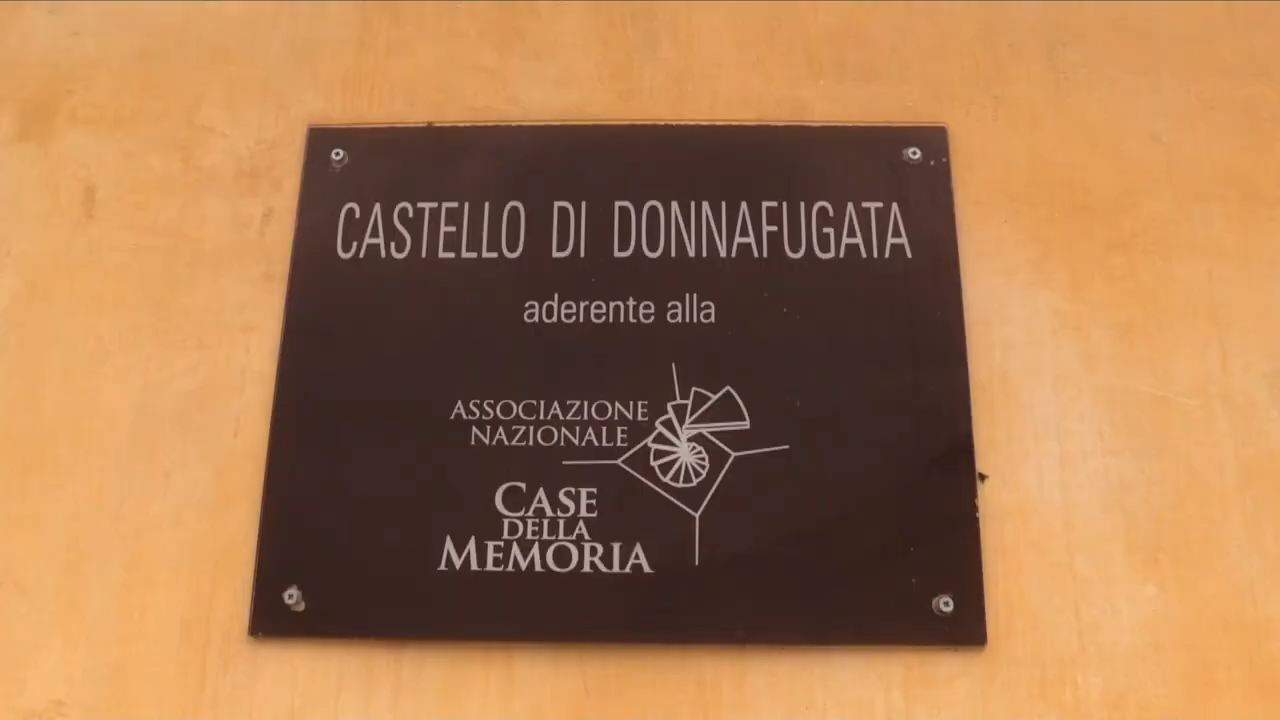 CASTELLO DI DONNAFUGATA
aderente alla
ASSOCIAZIONE
NAZIONALE
CASE
DELLA
MEMORIA